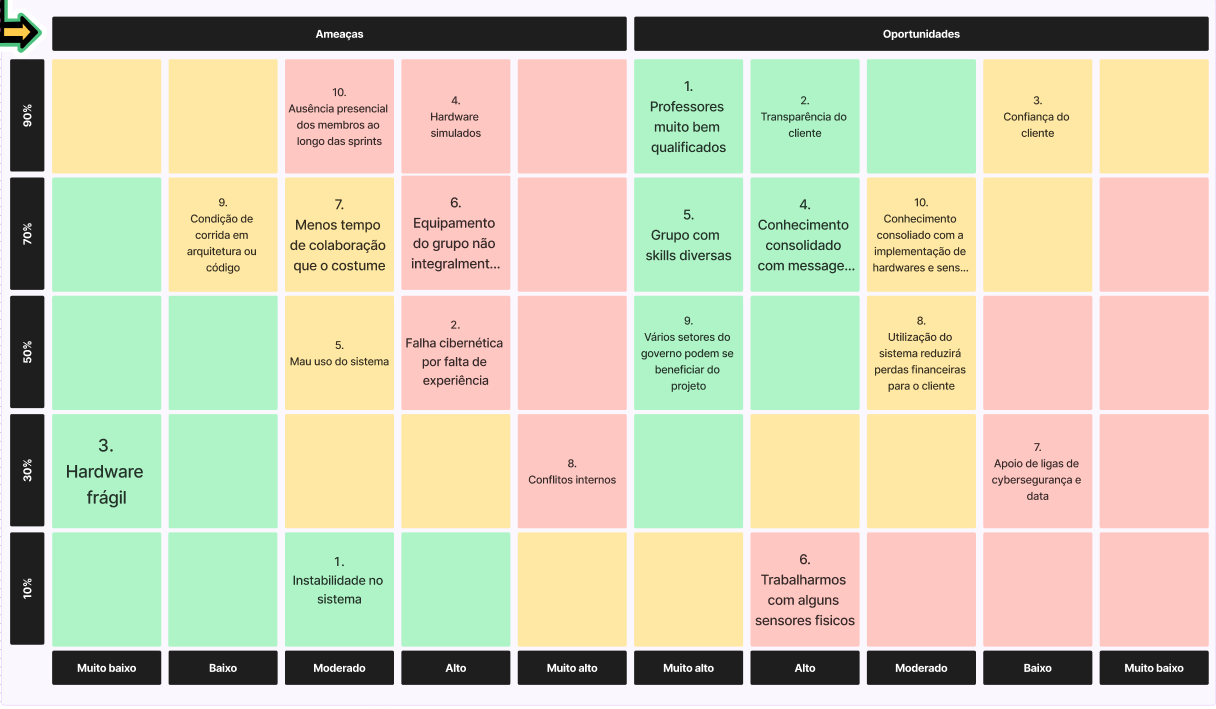 Ameaças
Oportunidades
90%
10.
Ausência presencial
dos membros ao
longo das sprints
4.
Hardware
simulados
1.
Professores
muito bem
qualificados
2.
Transparência do
cliente
3.
Confiança do
cliente
70%
9.
Condição de
corrida em
arquitetura ou
código
7.
Menos tempo
de colaboração
que o costume
6.
Equipamento
do grupo não
integralment...
5.
Grupo com
skills diversas
4.
Conhecimento
consolidado
com message...
10.
Conhecimento
consoliado com a
implementação de
hardwares e sens...
50%
5.
Mau uso do sistema
2.
Falha cibernética
por falta de
experiência
9.
Vários setores do
governo podem se
beneficiar do
projeto
8.
Utilização do
sistema reduzirá
perdas financeiras
para o cliente
30%
3.
Hardware
frágil
8.
Conflitos internos
7.
Apoio de ligas de
cybersegurança e
data
10%
1.
Instabilidade no
sistema
6.
Trabalharmos
com alguns
sensores fisicos
Muito baixo
Baixo
Moderado
Alto
Muito alto
Muito alto
Alto
Moderado
Baixo
Muito baixo